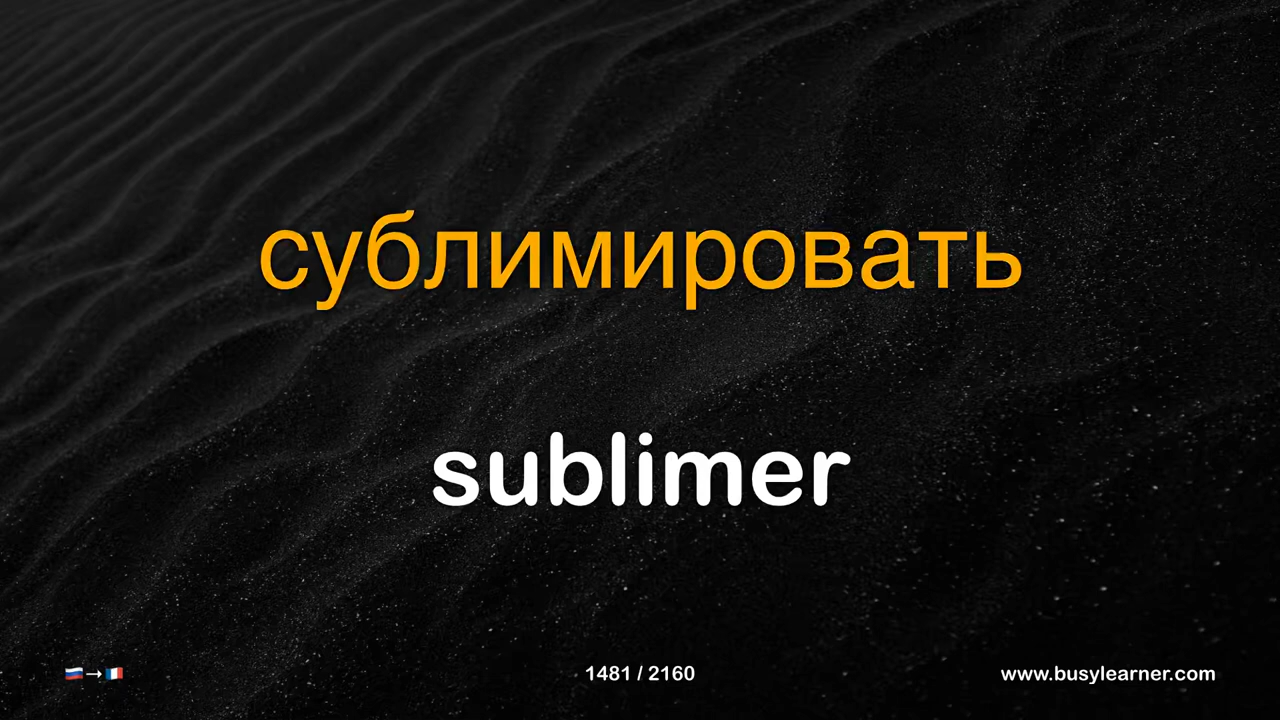 сублимировать
sublimer
🇷🇺→🇫🇷
1481 / 2160
www.busylearner.com